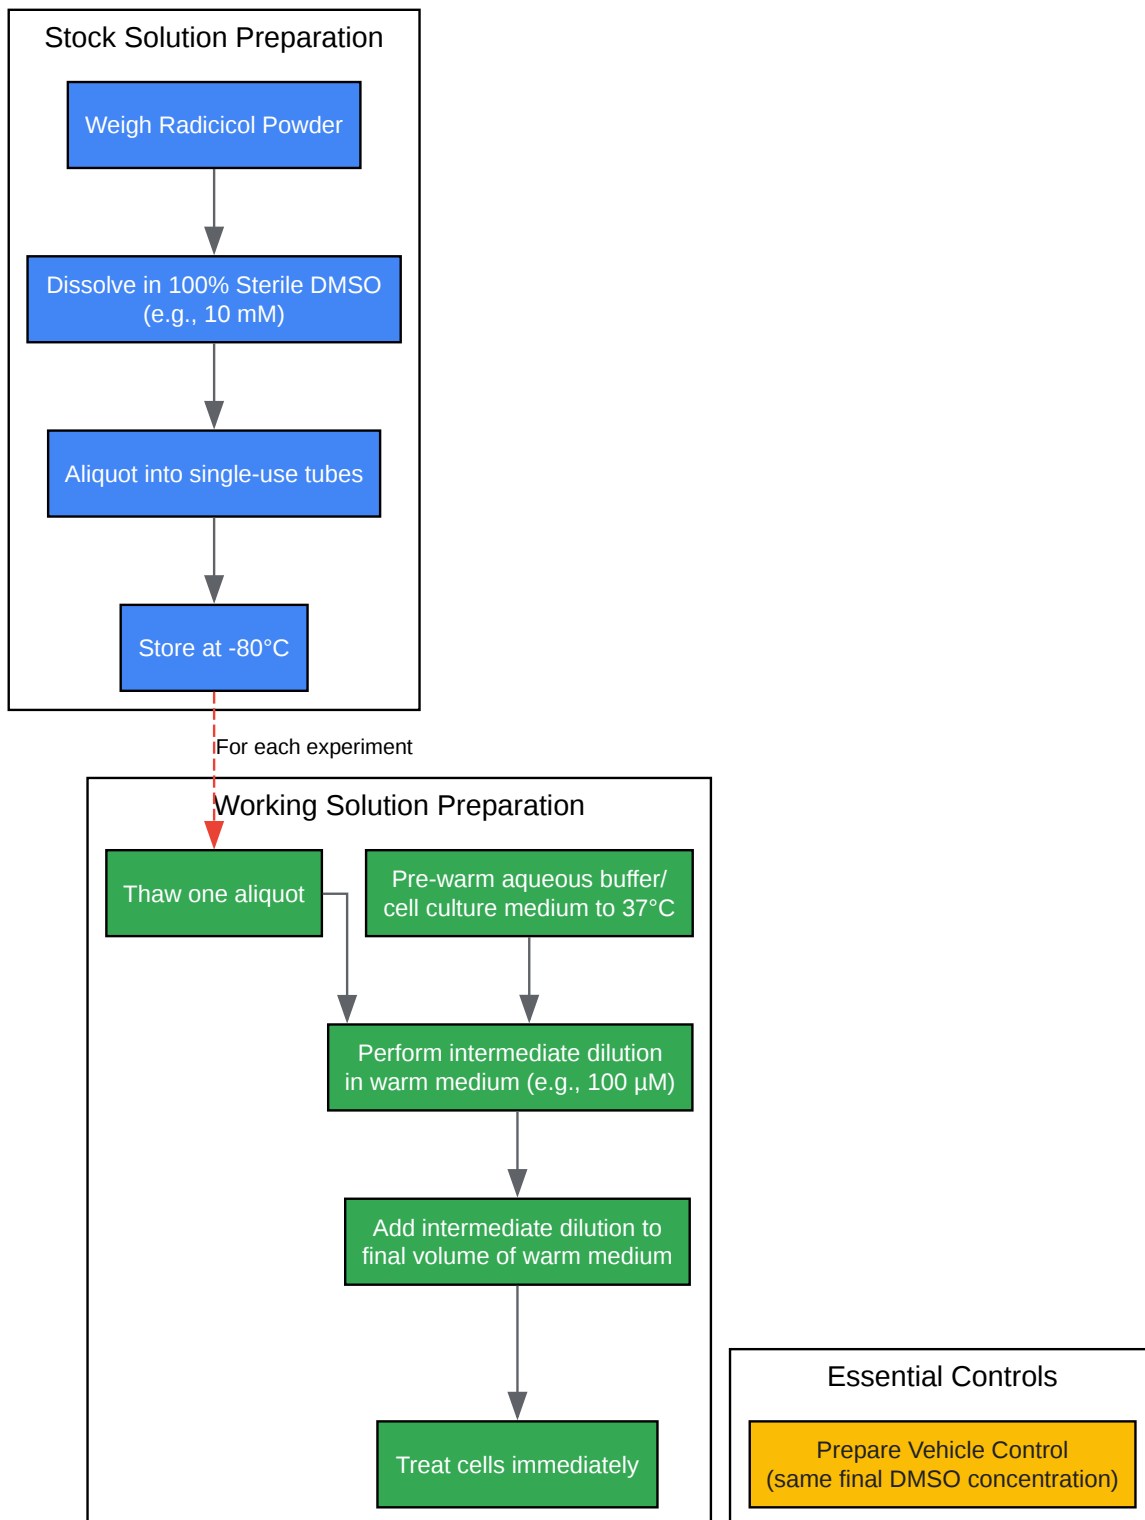 Stock Solution Preparation
Weigh Radicicol Powder
Dissolve in 100% Sterile DMSO
(e.g., 10 mM)
Aliquot into single-use tubes
Store at -80°C
For each experiment
Working Solution Preparation
Thaw one aliquot
Pre-warm aqueous buffer/
cell culture medium to 37°C
Perform intermediate dilution
in warm medium (e.g., 100 µM)
Add intermediate dilution to
final volume of warm medium
Treat cells immediately
Essential Controls
Prepare Vehicle Control
(same final DMSO concentration)